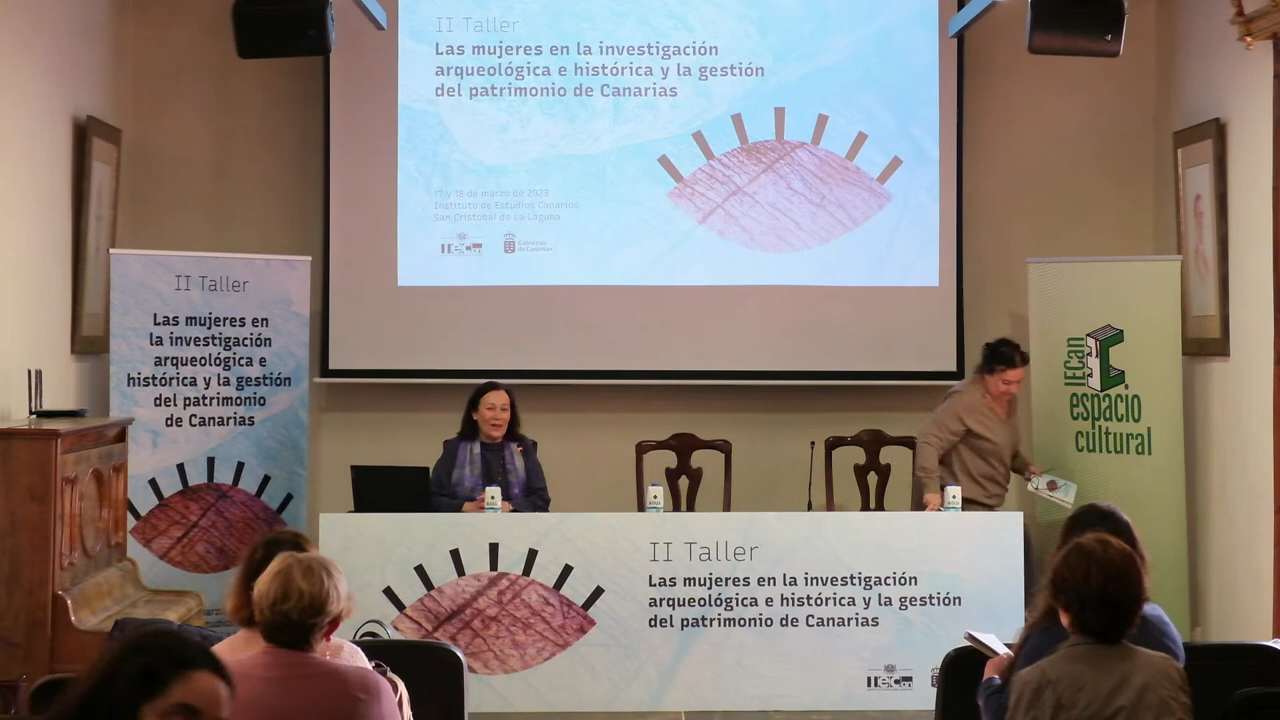 II Taller
Las mujeres en la investigación
arqueológica e histórica y la gestión
del patrimonio de Canarias
17 y 18 de marzo de 2023
Instituto de Estudios Canarios
San Cristóbal de La Laguna
Gobierno
de Canarias
II Taller
Las mujeres en
la investigación
arqueológica e
histórica y la gestión
del patrimonio
de Canarias
IECan
espacio
cultural
II Taller
Las mujeres en la investigación
arqueológica e histórica y la gestión
del patrimonio de Canarias